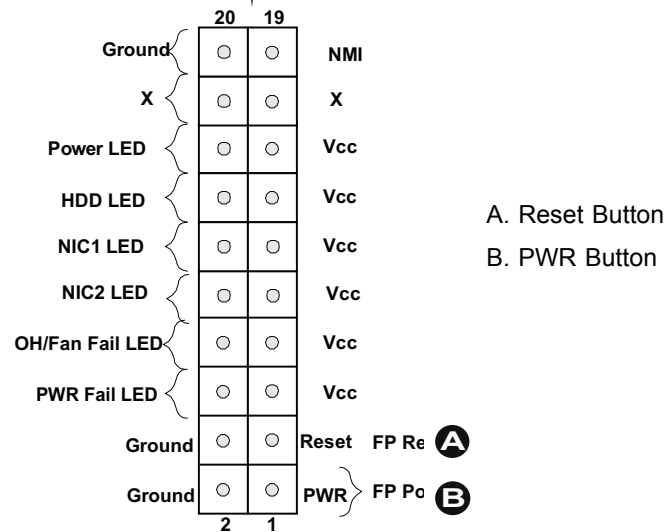 20 19
Ground NMI
X X
Power LED Vcc
HDD LED Vcc
NIC1 LED Vcc
NIC2 LED Vcc
OH/Fan Fail LED Vcc
PWR Fail LED Vcc
Ground Reset FP Re A
Ground PWR FP Po B
2 1
A. Reset Button
B. PWR Button